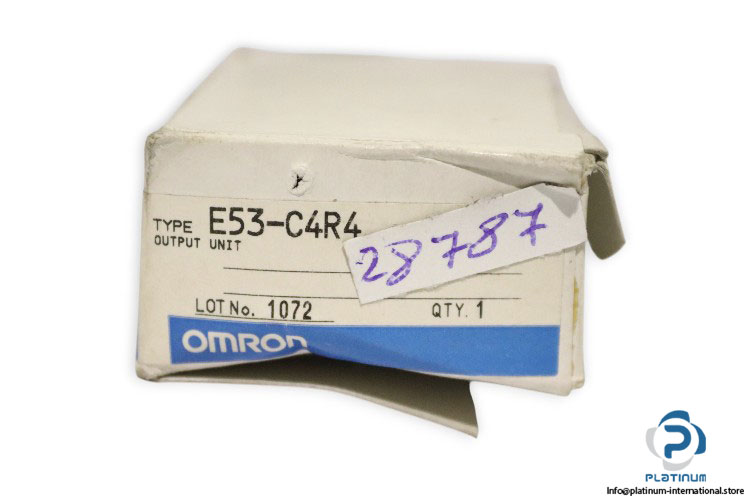 TYPE E53-C4R4
OUTPUT UNIT
28787
LOT No. 1072 QTY. 1
OMRON
PLATINUM
Info@platinum-international.store